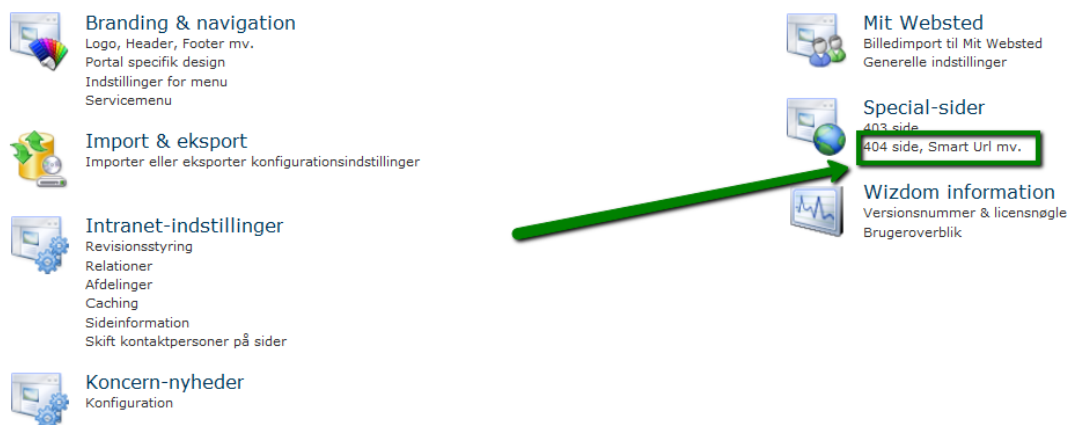 Branding & navigation
Logo, Header, Footer mv.
Portal specifik design
Indstillinger for menu
Servicemenu
Import & eksport
Importer eller eksporter konfigurationsindstillinger
Intranet-indstillinger
Revisionsstyring
Relationer
Afdelinger
Caching
Sideinformation
Skift kontaktpersoner på sider
Koncern-nyheder
Konfiguration
Mit Websted
Billedimport til Mit Websted
Generelle indstillinger
Special-sider
403 side
404 side, Smart Url mv.
Wizdom information
Versionsnummer & licensnøgle
Brugeroverblik